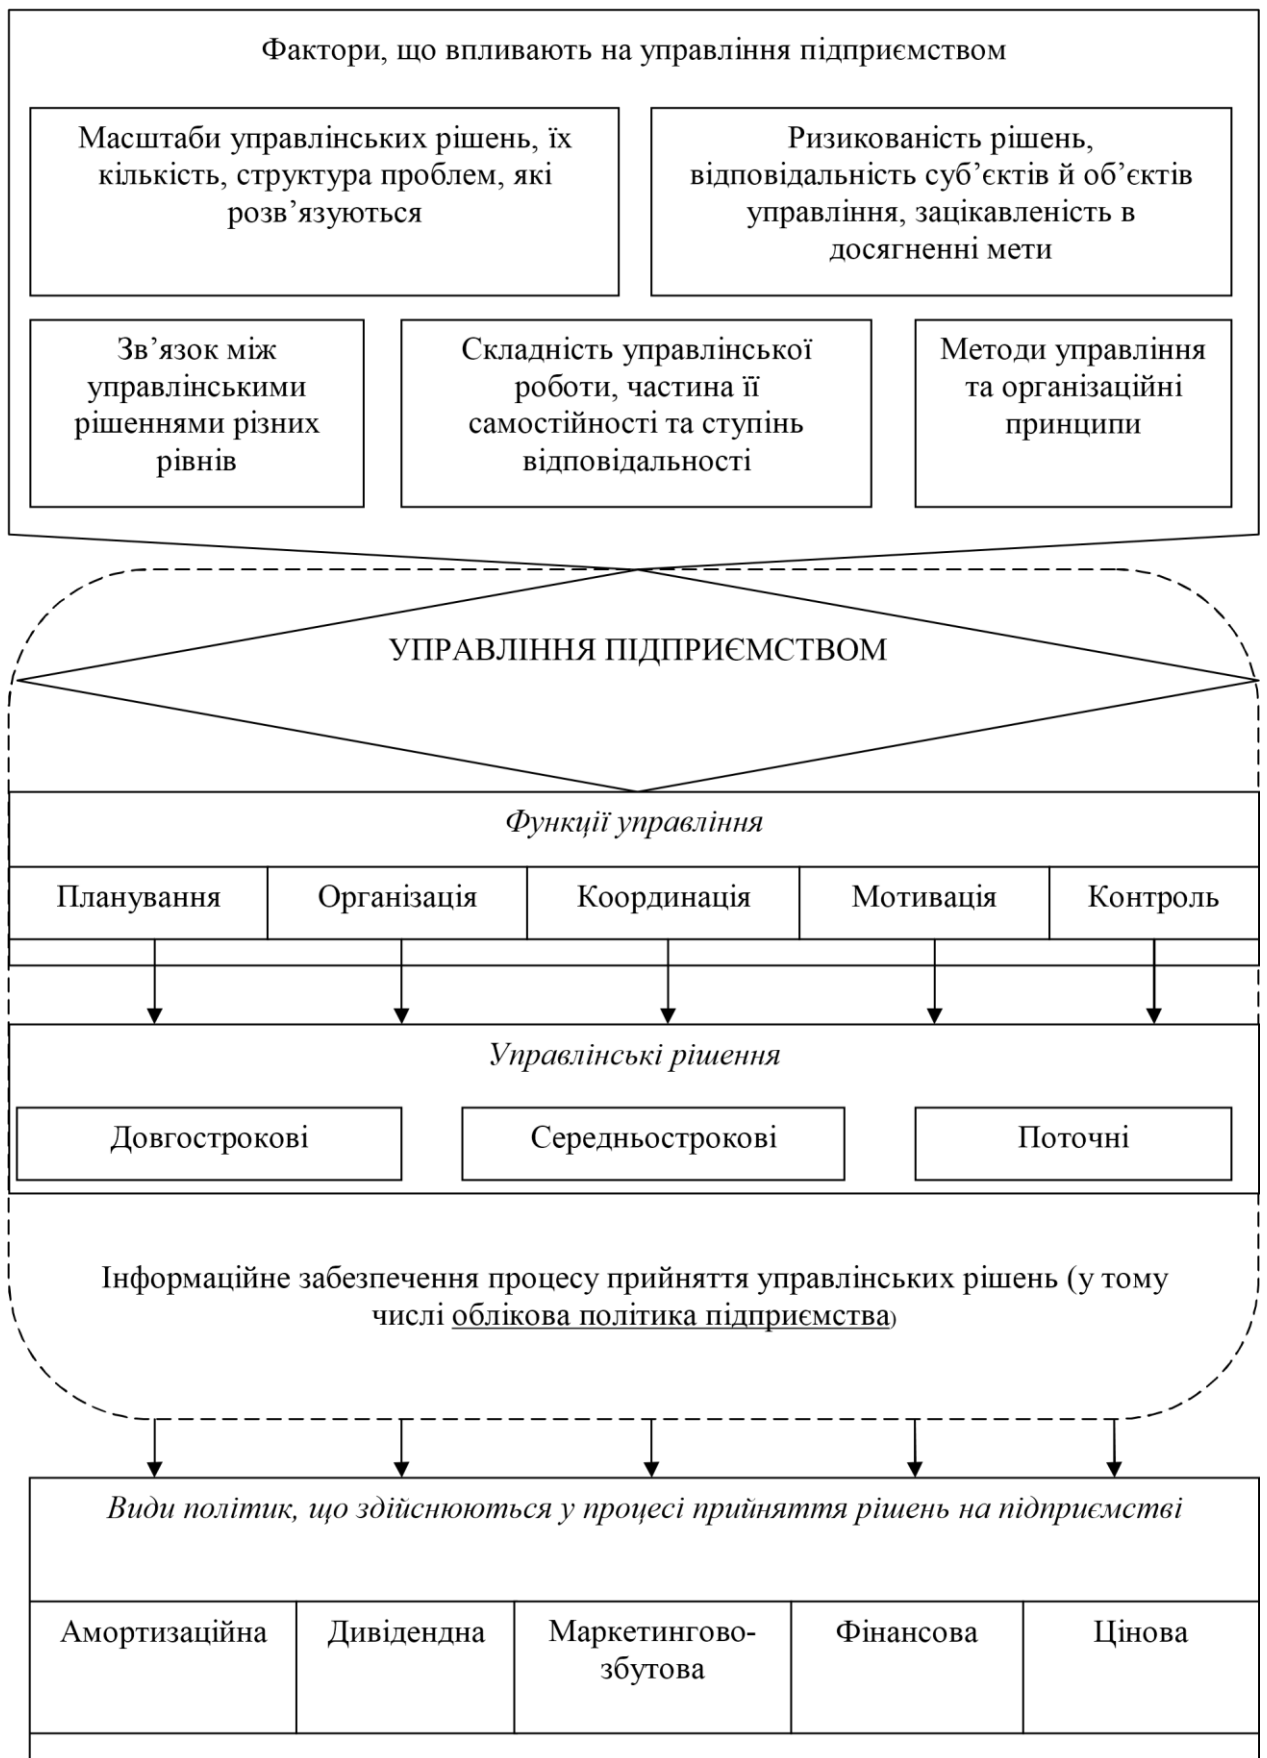 Фактори, що впливають на управління підприємством
Масштаби управлінських рішень, їх
кількість, структура проблем, які
розв’язуються
Ризикованість рішень,
відповідальність суб’єктів й об’єктів
управління, зацікавленість в
досягненні мети
Зв’язок між
управлінськими
рішеннями різних
рівнів
Складність управлінської
роботи, частина її
самостійності та ступінь
відповідальності
Методи управління
та організаційні
принципи
УПРАВЛІННЯ ПІДПРИЄМСТВОМ
Функції управління
Планування
Організація
Координація
Мотивація
Контроль
Управлінські рішення
Довгострокові
Середньострокові
Поточні
Інформаційне забезпечення процесу прийняття управлінських рішень (у тому
числі облікова політика підприємства)
Види політик, що здійснюються у процесі прийняття рішень на підприємстві
Амортизаційна
Дивідендна
Маркетингово-
збутова
Фінансова
Цінова